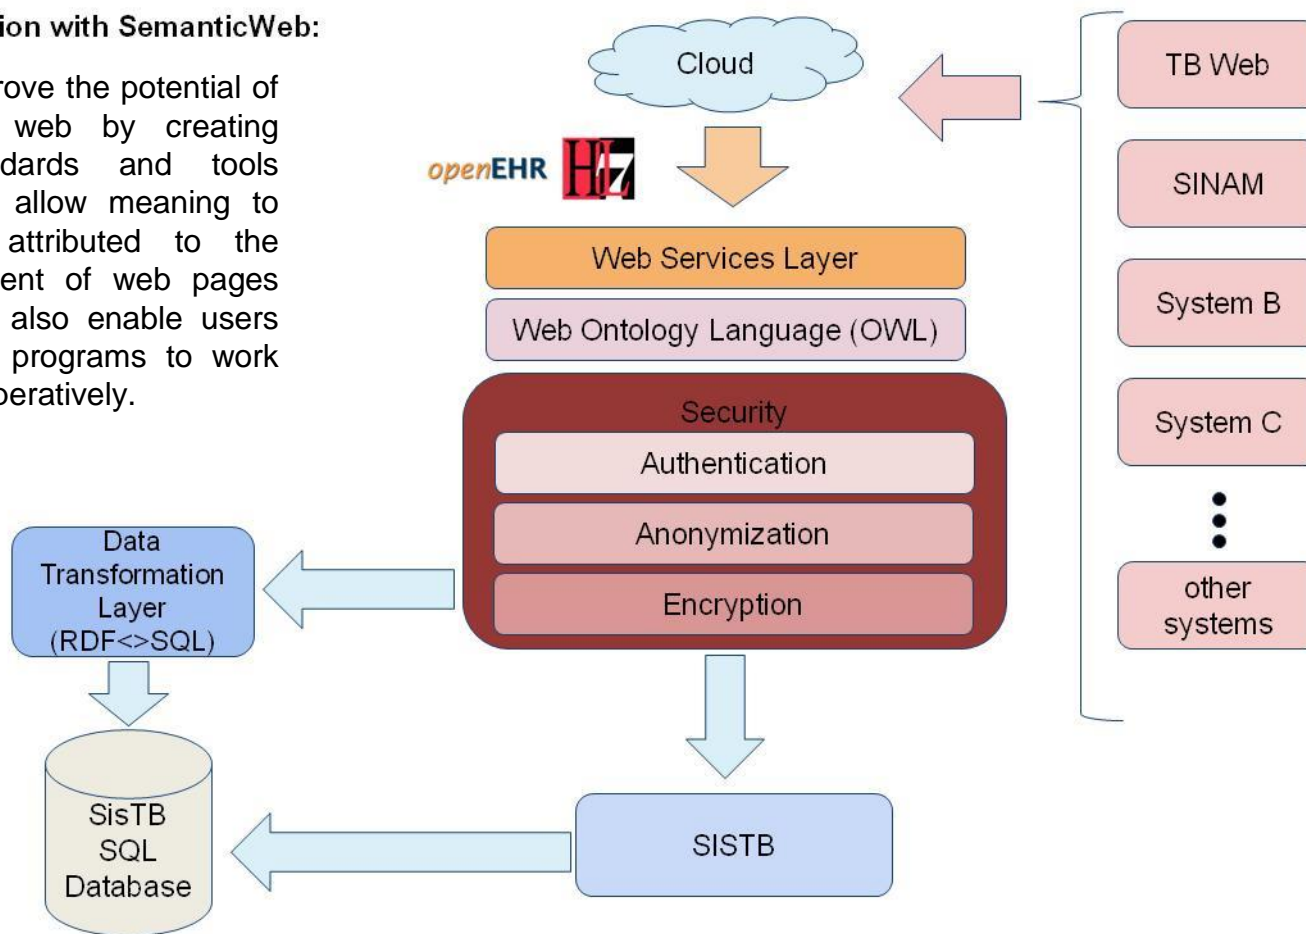 ion with SemanticWeb:
rove the potential of
web by creating
dards and tools
allow meaning to
attributed to the
ent of web pages
also enable users
programs to work
peratively.
Cloud
openEHR HL7
Web Services Layer
Web Ontology Language (OWL)
Security
Authentication
Anonymization
Encryption
TB Web
SINAM
System B
System C
other
systems
Data
Transformation
Layer
(RDF<>SQL)
SisTB
SQL
Database
SISTB